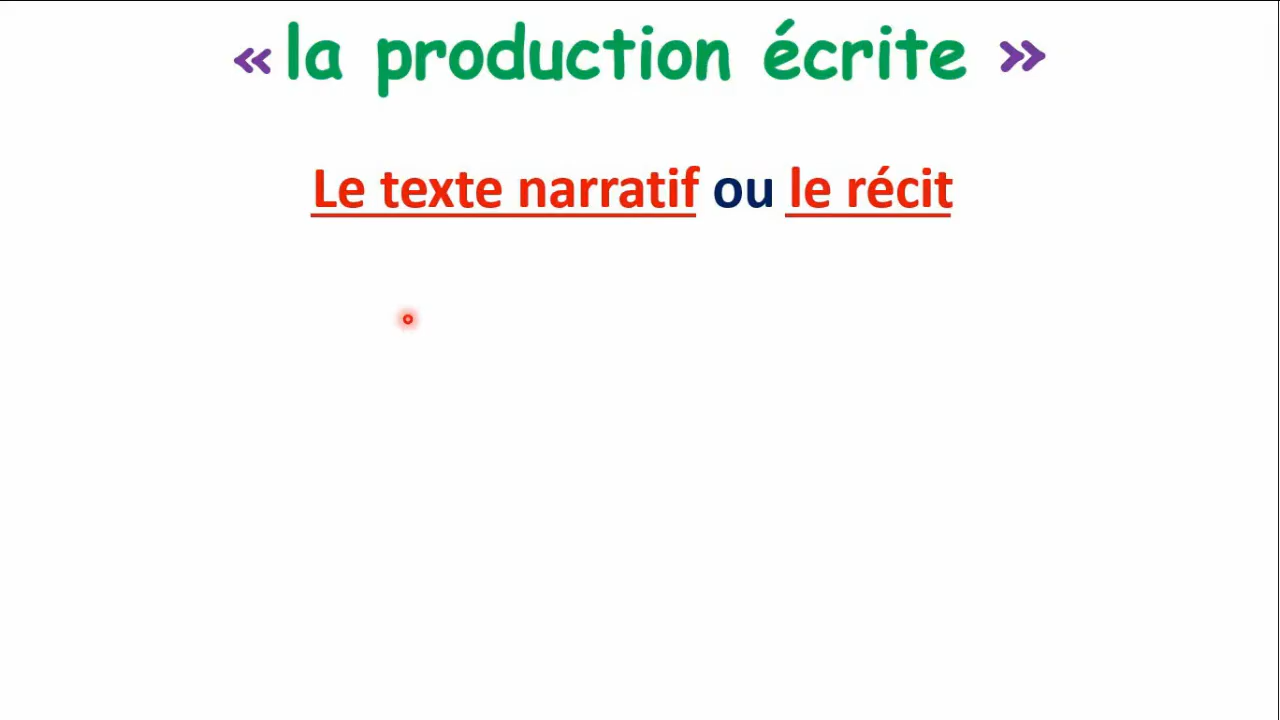 « la production écrite »
Le texte narratif ou le récit